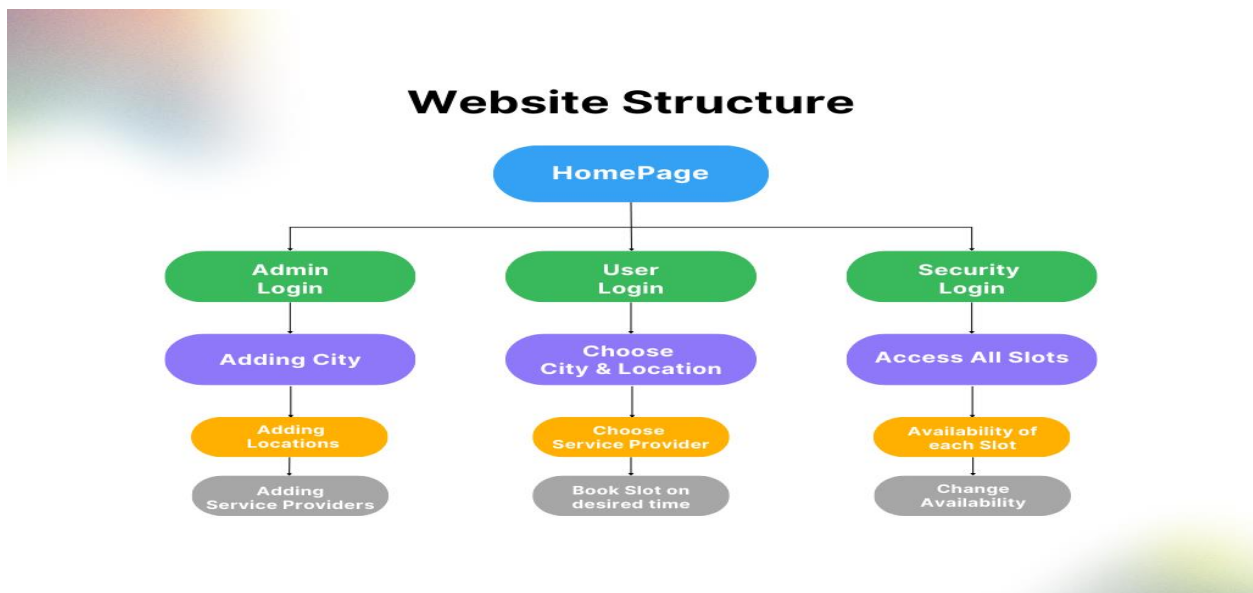 Website Structure
HomePage
Admin
Login
User
Login
Security
Login
Adding City
Choose
City & Location
Access All Slots
Adding
Locations
Choose
Service Provider
Availability of
each Slot
Adding
Service Providers
Book Slot on
desired time
Change
Availability